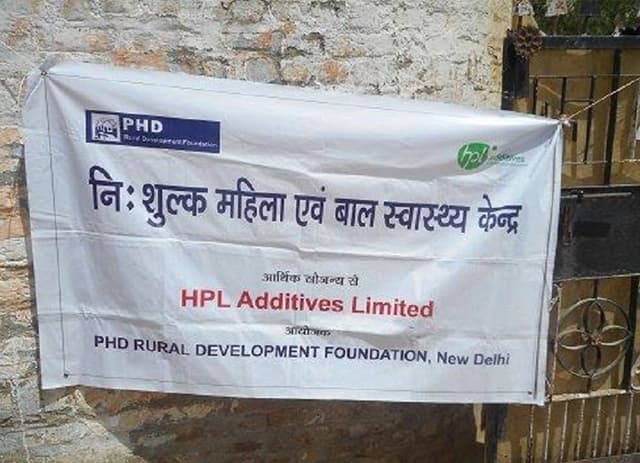 PHD
Rural Development Foundation
hpl additives
नि: शुल्क महिला एवं बाल स्वास्थ्य केन्द्र
आर्थिक सौजन्य से
HPL Additives Limited
आयोजक
PHD RURAL DEVELOPMENT FOUNDATION, New Delhi